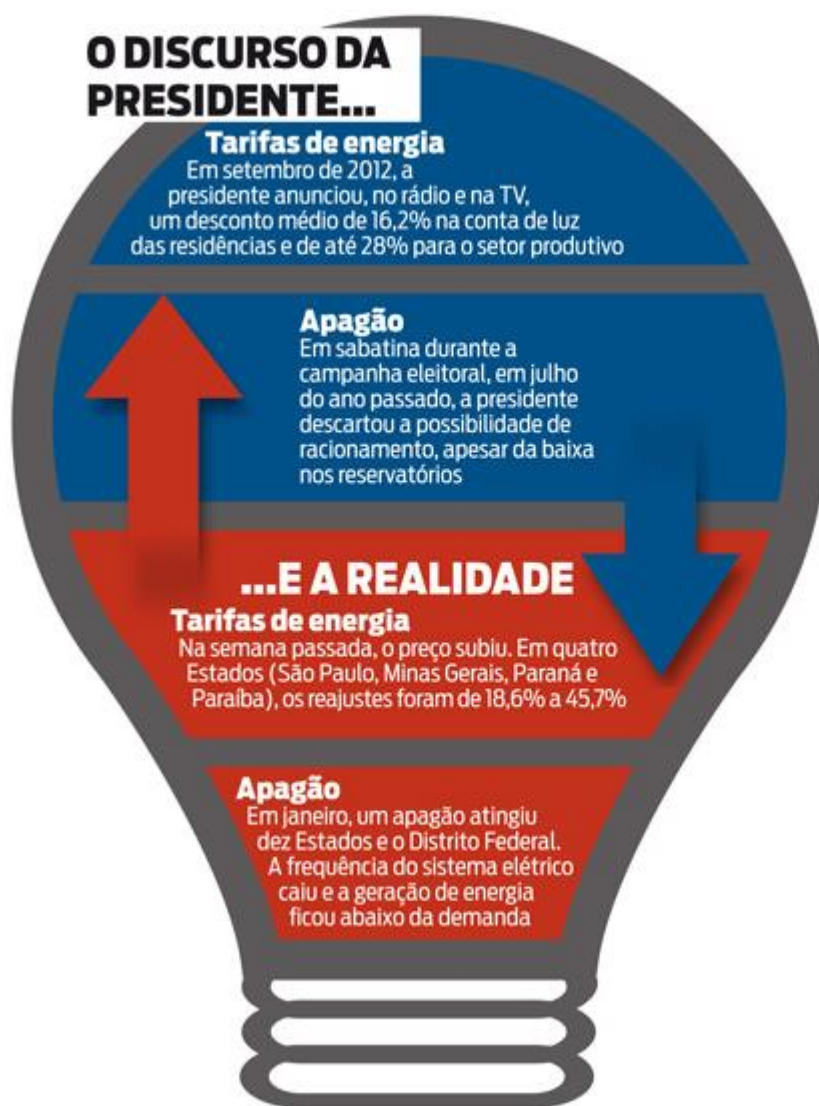 O DISCURSO DA
PRESIDENTE...
Tarifas de energia
Em setembro de 2012, a
presidente anunciou, no rádio e na TV,
um desconto médio de 16,2% na conta de luz
das residências e de até 28% para o setor produtivo
Apagão
Em sabatina durante a
campanha eleitoral, em julho
do ano passado, a presidente
descartou a possibilidade de
racionamento, apesar da baixa
nos reservatórios
...E A REALIDADE
Tarifas de energia
Na semana passada, o preço subiu. Em quatro
Estados (São Paulo, Minas Gerais, Paraná e
Paraíba), os reajustes foram de 18,6% a 45,7%
Apagão
Em janeiro, um apagão atingiu
dez Estados e o Distrito Federal.
A frequência do sistema elétrico
caiu e a geração de energia
ficou abaixo da demanda